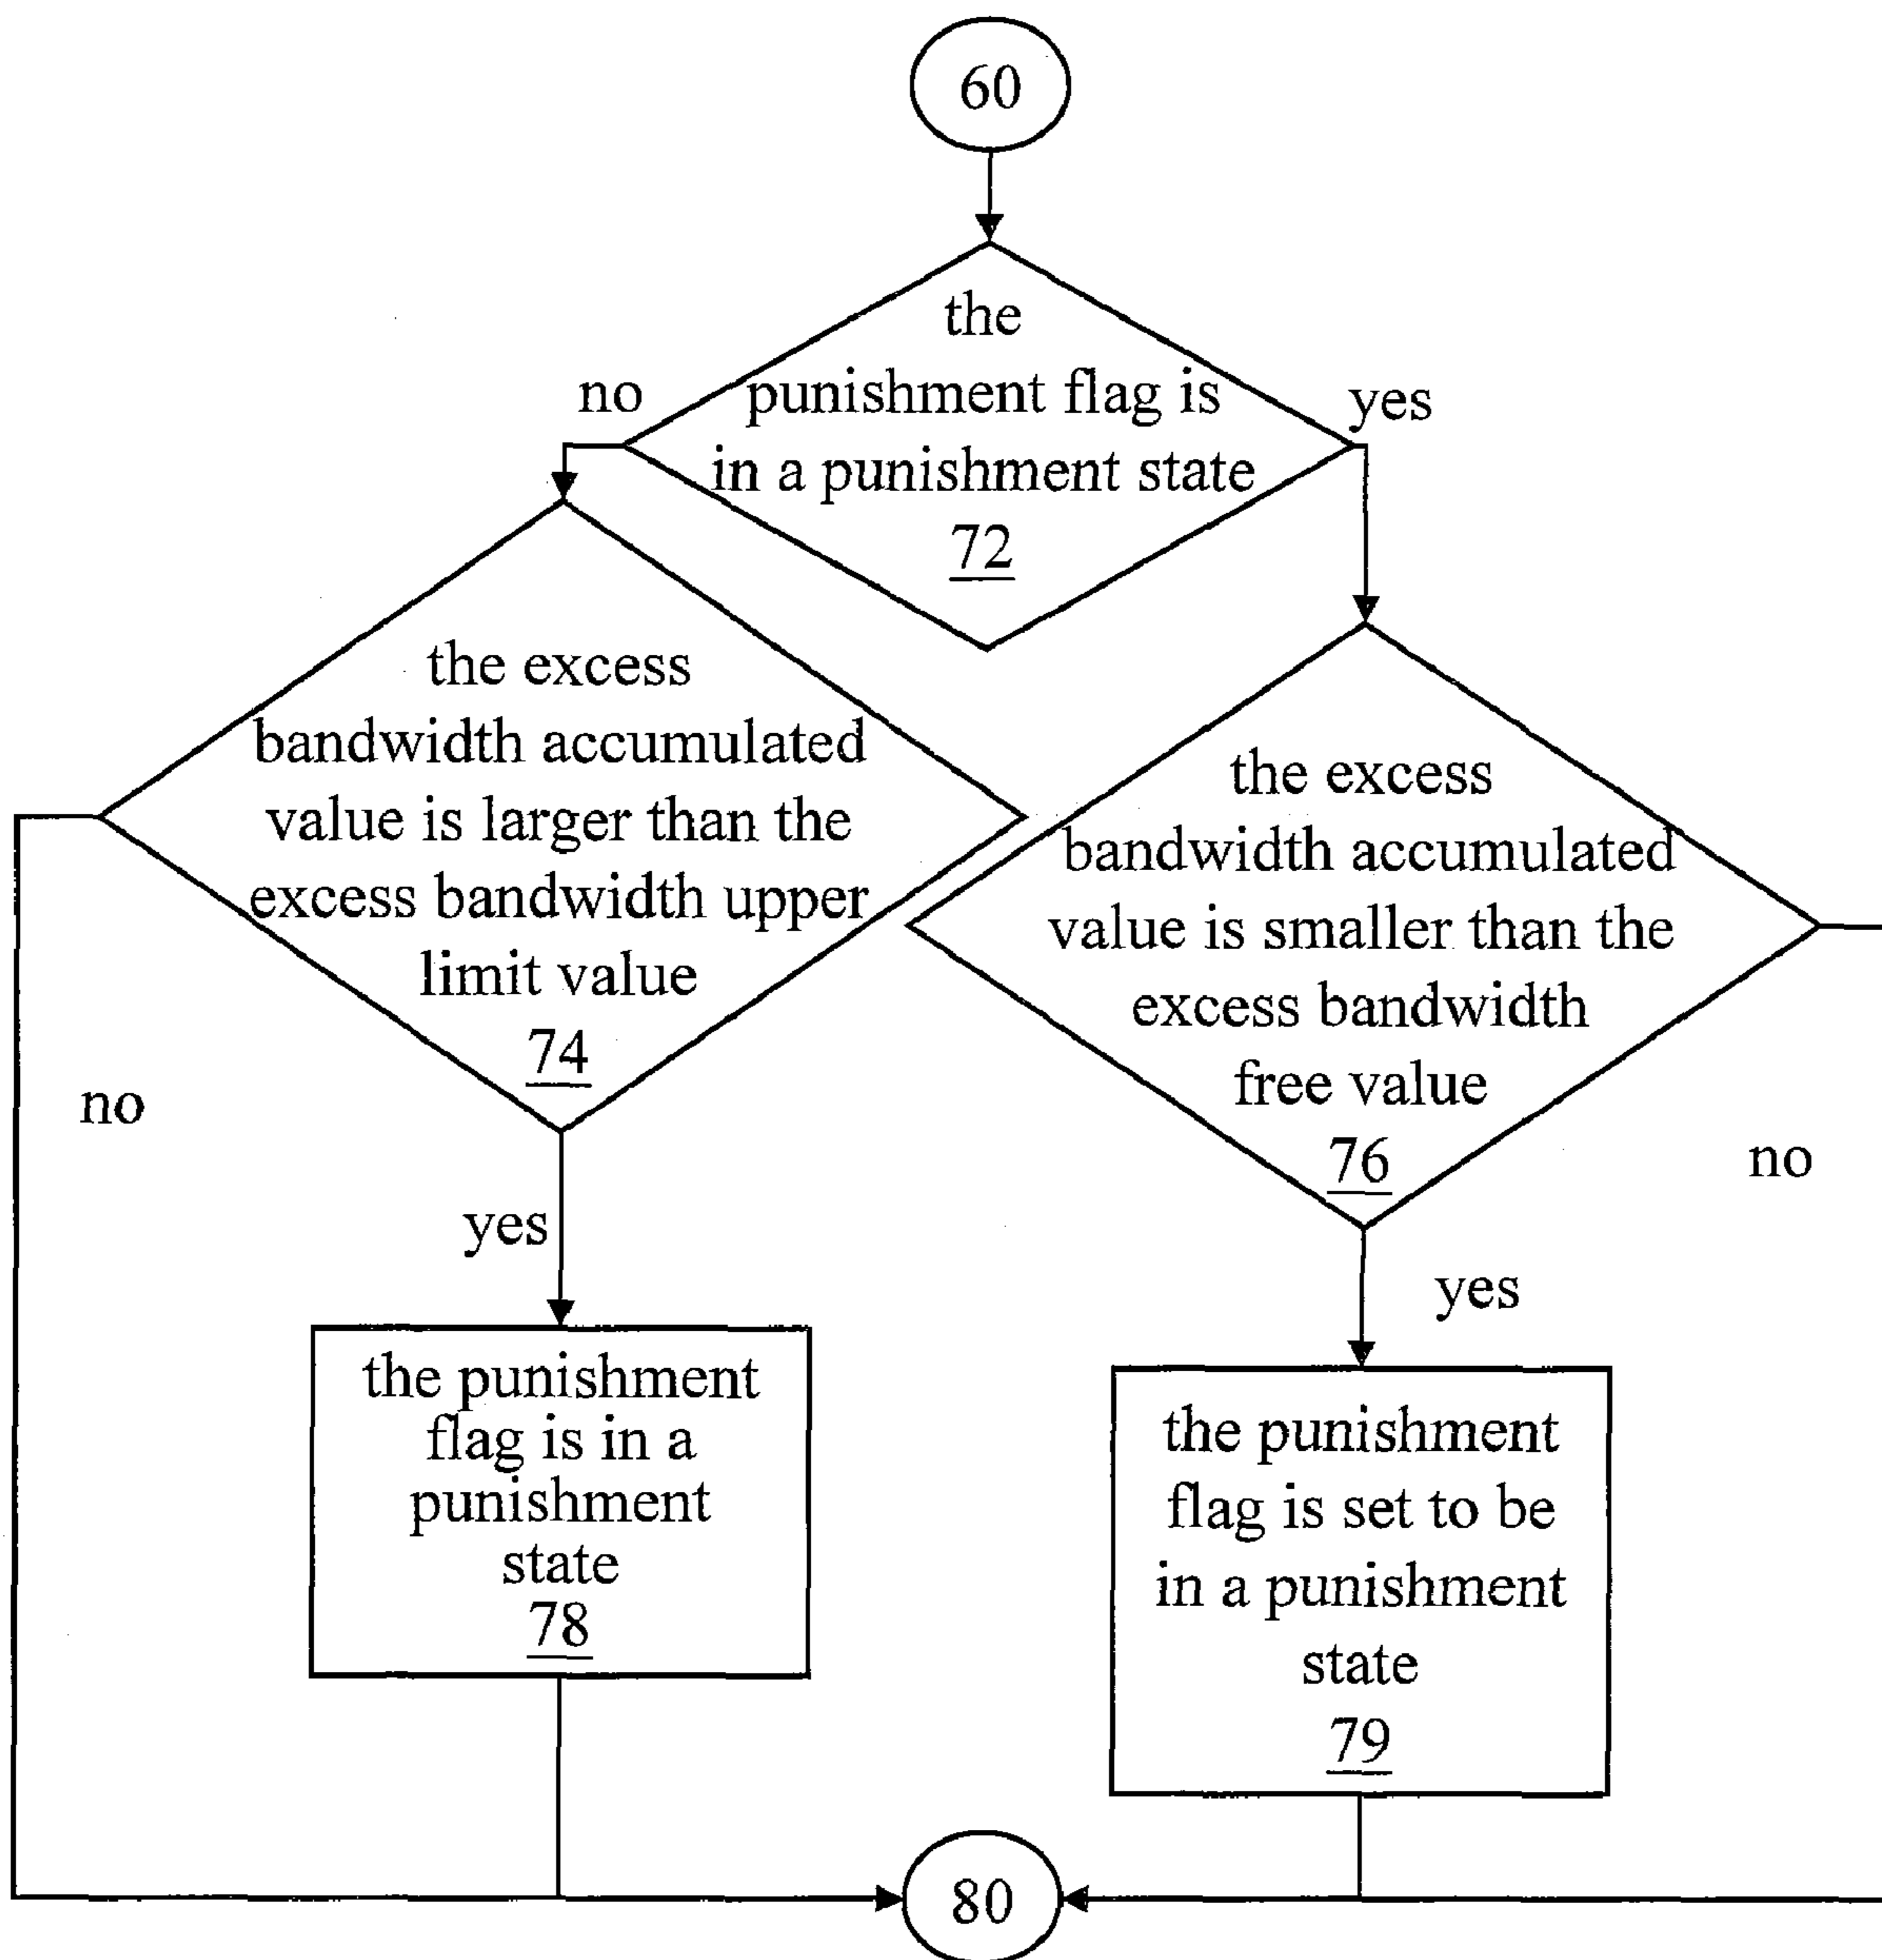 60
the
punishment flag is
in a punishment state
72
no
yes
the excess
bandwidth accumulated
value is larger than the
excess bandwidth upper
limit value
74
the excess
bandwidth accumulated
value is smaller than the
excess bandwidth
free value
76
no
yes
no
yes
the punishment
flag is in a
punishment
state
78
the punishment
flag is set to be
in a punishment
state
79
80